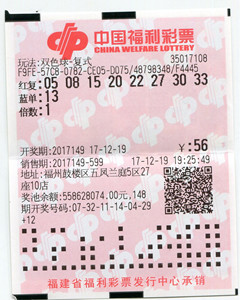 中国福利彩票
CHINA WELFARE LOTTERY
玩法:双色球-复式 35017108
F9FE-57C8-0782-CE05-DD75/48798348/F4445
红复:05 08 15 20 22 27 30 33
蓝单:13
倍数:1
开奖期:2017149 17-12-19 ¥:56
销售期:2017149-599 17-12-19 19:25:49
地址:福州鼓楼区五凤兰庭5区27
座10店
奖池余额:558628074.00元,148
期开奖号码:07-32-11-14-04-29
+12
福建省福利彩票发行中心承销